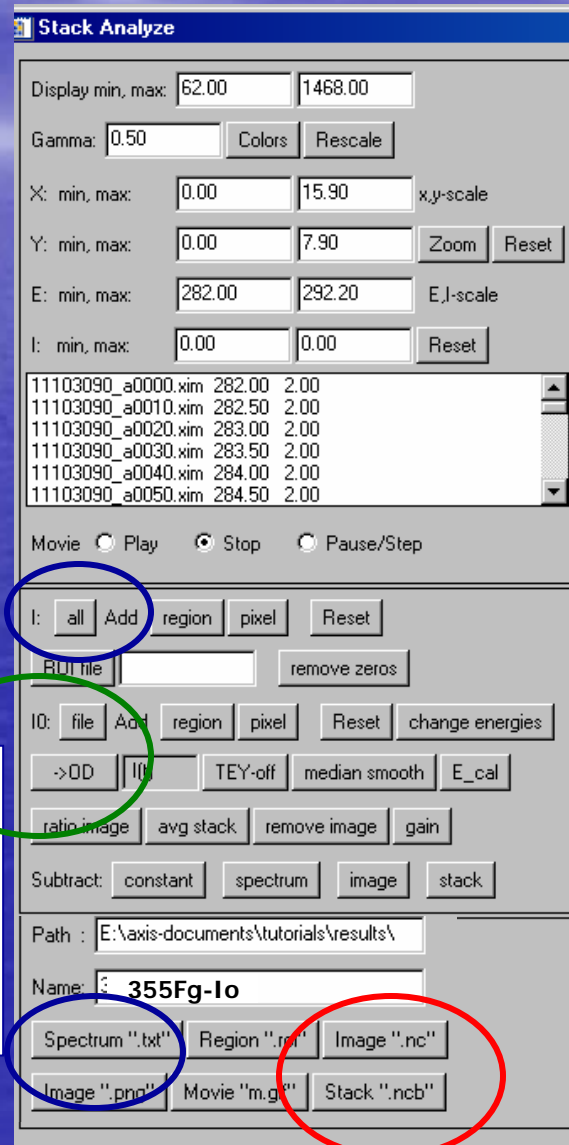 Stack Analyze
Display min, max: 62.00 1468.00
Gamma: 0.50 Colors Rescale
X: min, max: 0.00 15.90 x,y-scale
Y: min, max: 0.00 7.90 Zoom Reset
E: min, max: 282.00 292.20 E,I-scale
I: min, max: 0.00 0.00 Reset
11103090_a0000.xim 282.00 2.00
11103090_a0010.xim 282.50 2.00
11103090_a0020.xim 283.00 2.00
11103090_a0030.xim 283.50 2.00
11103090_a0040.xim 284.00 2.00
11103090_a0050.xim 284.50 2.00
Movie Play Stop Pause/Step
I: all Add region pixel Reset
file remove zeros
I0: file Add region pixel Reset change energies
->OD I(t) TEY-off median smooth E_cal
ratio image avg stack remove image gain
Subtract: constant spectrum image stack
Path : E:\axis-documents\tutorials\results\
Name: 355Fg-Io
Spectrum ".txt" Region ".roi" Image ".nc"
Image ".png" Movie "m.gif" Stack ".ncb"